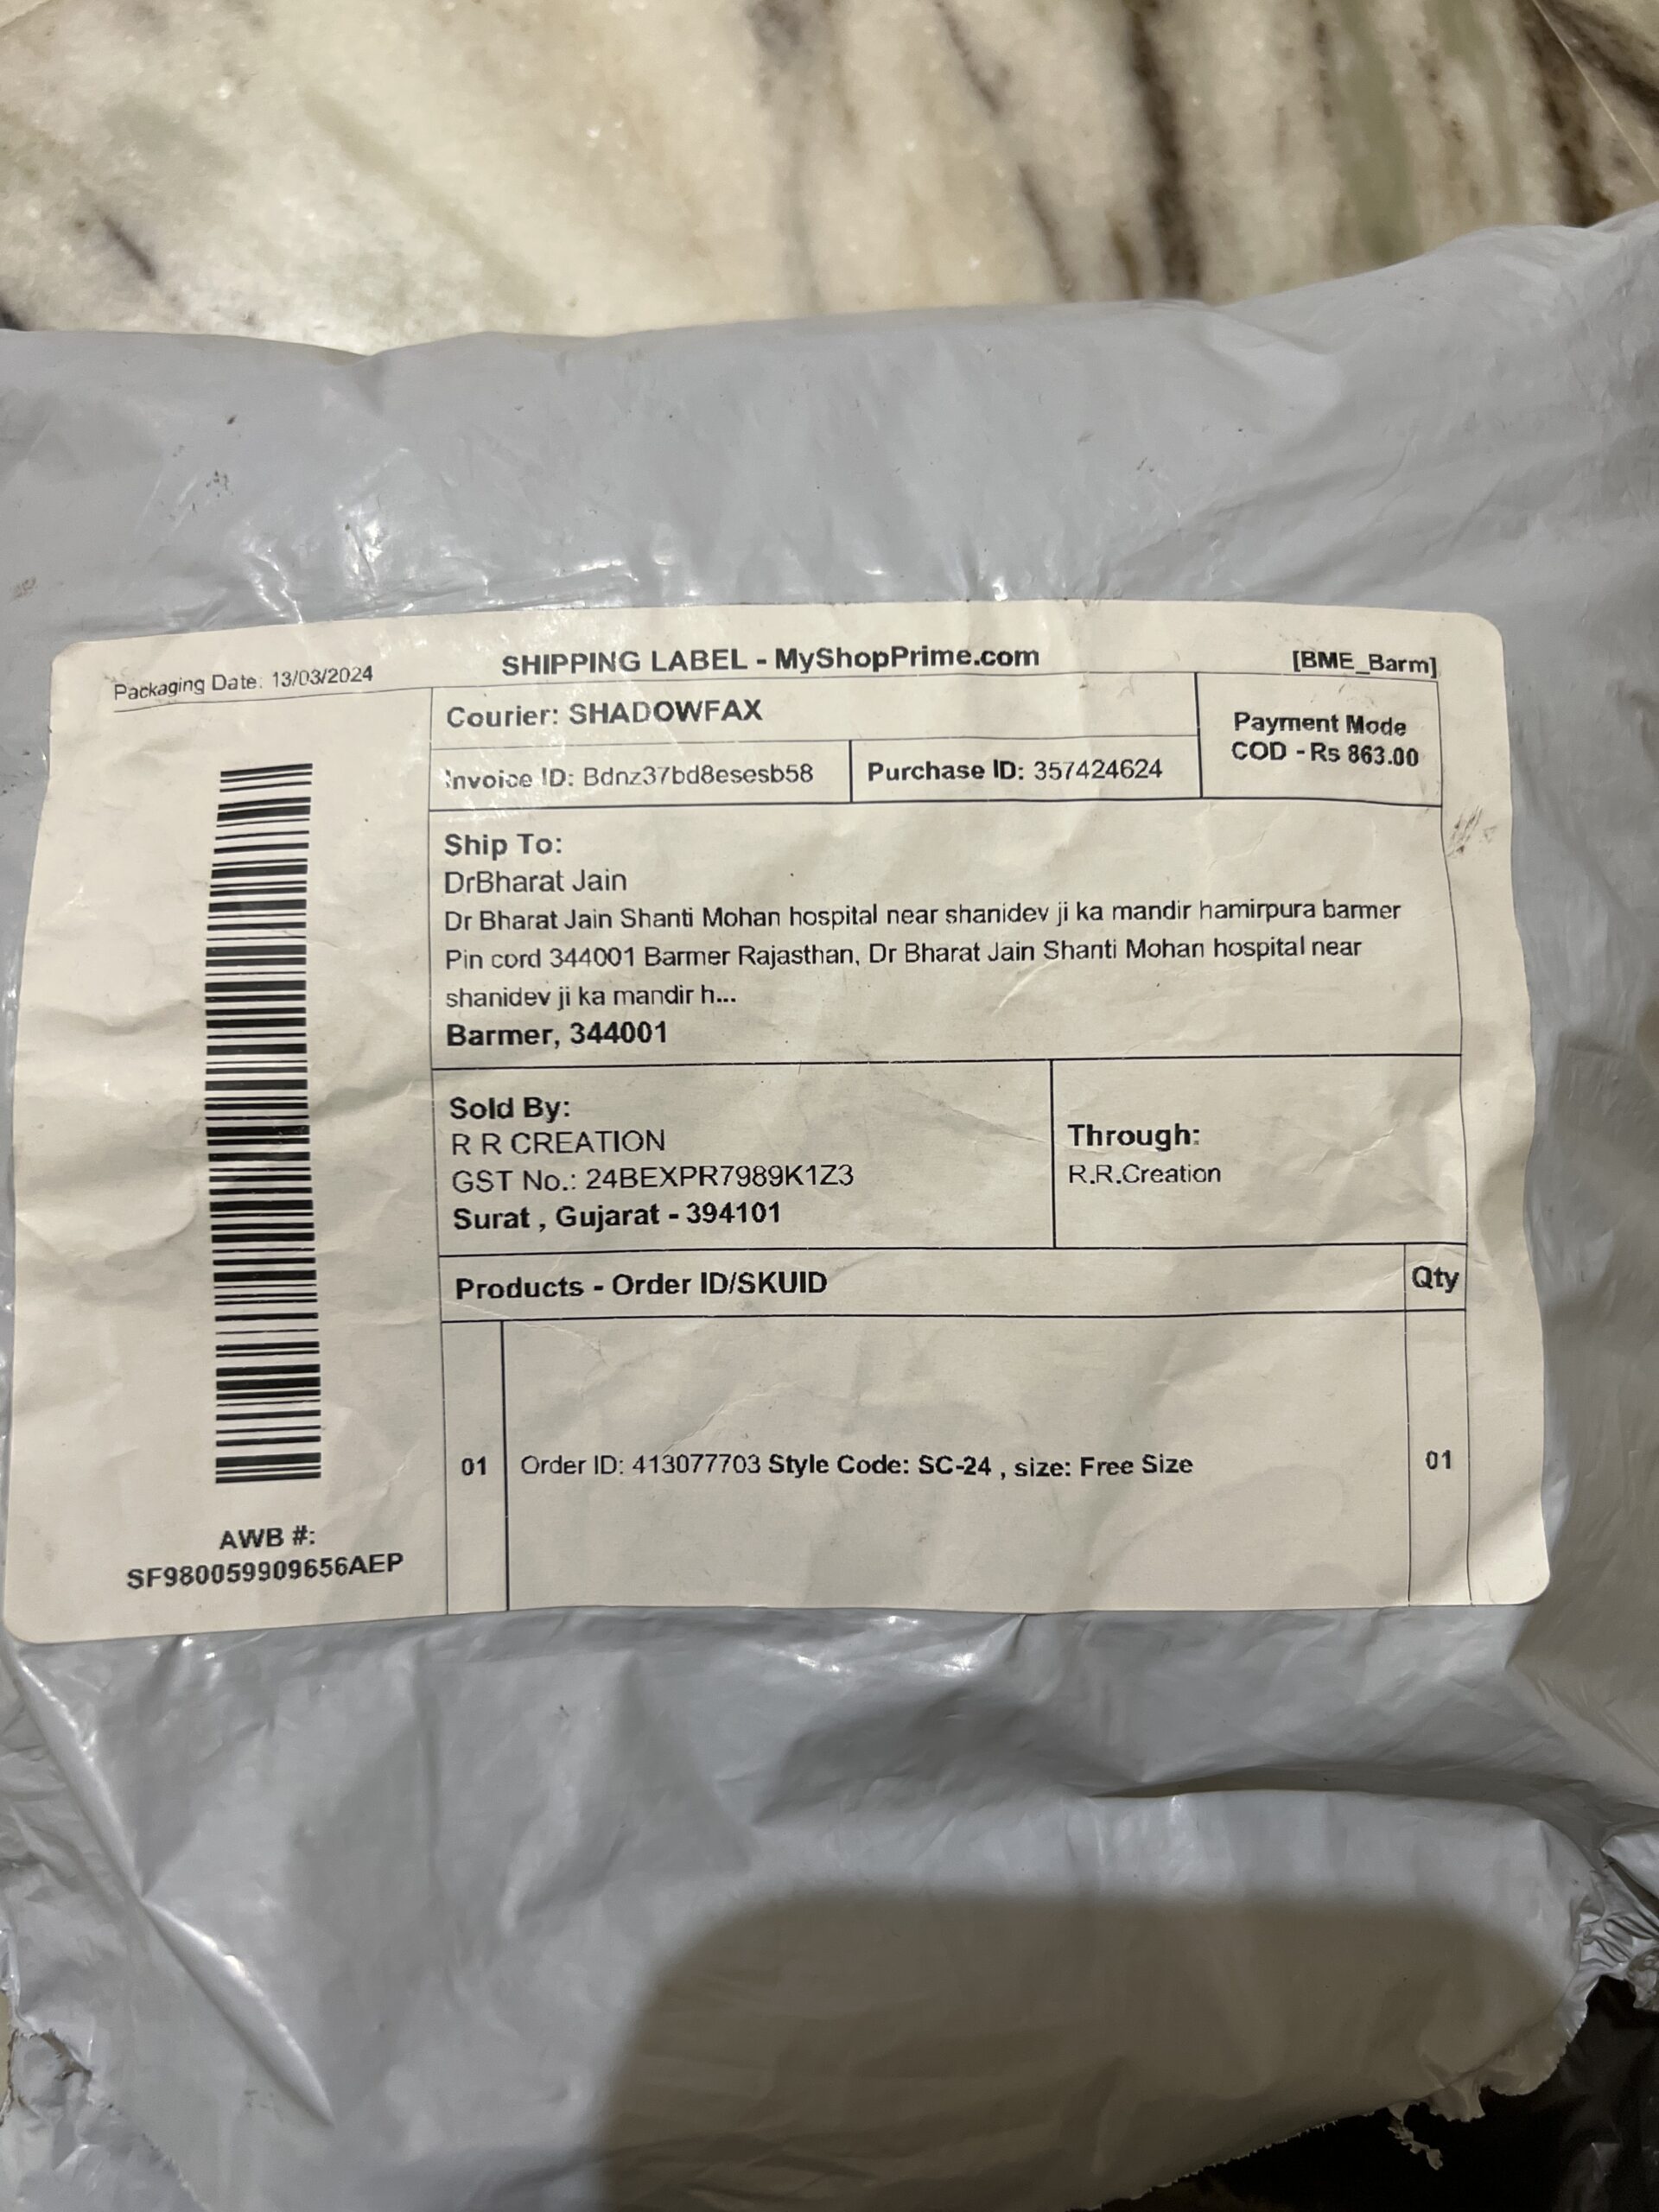 Packaging Date. 13/03/2024
SHIPPING LABEL - MyShopPrime.com
[BME_Barm]
Courier: SHADOWFAX
Payment Mode
COD - Rs 863.00
Invoice ID: Bdnz37bd8esesb58
Purchase ID: 357424624
Ship To:
DrBharat Jain
Dr Bharat Jain Shanti Mohan hospital near shanidev ji ka mandir hamirpura barmer
Pin cord 344001 Barmer Rajasthan, Dr Bharat Jain Shanti Mohan hospital near
shanidev ji ka mandir h...
Barmer, 344001
Sold By:
R R CREATION
GST No.: 24BEXPR7989K1Z3
Surat , Gujarat - 394101
Through:
R.R.Creation
Products - Order ID/SKUID
Qty
01
Order ID: 413077703 Style Code: SC-24 , size: Free Size
01
AWB #:
SF980059909656AEP